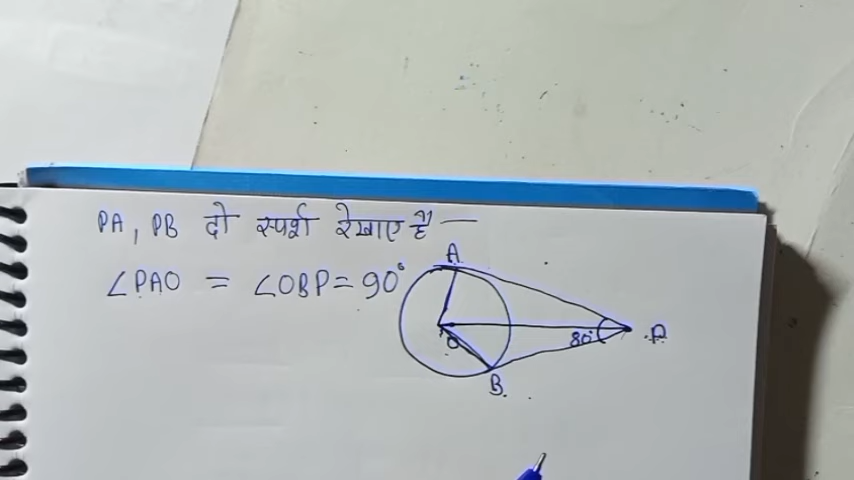 PA, PB दो स्पर्श रेखाए है —
∠PAO = ∠OBP = 90°
A
O
80°
P
B